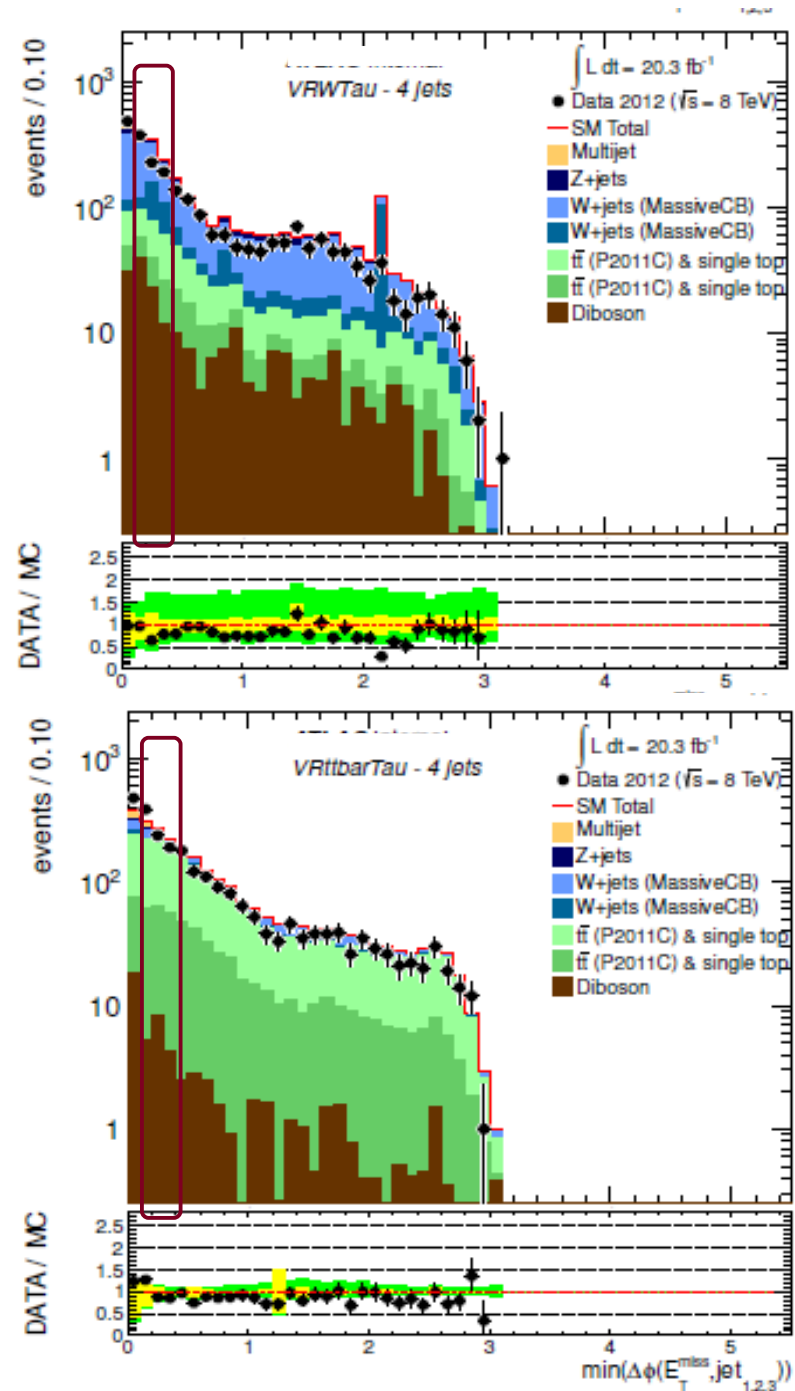 1,2,3
events / 0.10
10³
10²
10
1
VRWTau - 4 jets
∫ L dt = 20.3 fb⁻¹
Data 2012 (√s = 8 TeV)
SM Total
Multijet
Z+jets
W+jets (MassiveCB)
W+jets (MassiveCB)
tt̄ (P2011C) & single top
tt̄ (P2011C) & single top
Diboson
DATA / MC
2.5
2
1.5
1
0.5
0
0 1 2 3 4 5
events / 0.10
10³
10²
10
1
VRttbarTau - 4 jets
∫ L dt = 20.3 fb⁻¹
Data 2012 (√s = 8 TeV)
SM Total
Multijet
Z+jets
W+jets (MassiveCB)
W+jets (MassiveCB)
tt̄ (P2011C) & single top
tt̄ (P2011C) & single top
Diboson
DATA / MC
2.5
2
1.5
1
0.5
0
0 1 2 3 4 5
min(Δϕ(E_T^miss, jet_1,2,3))